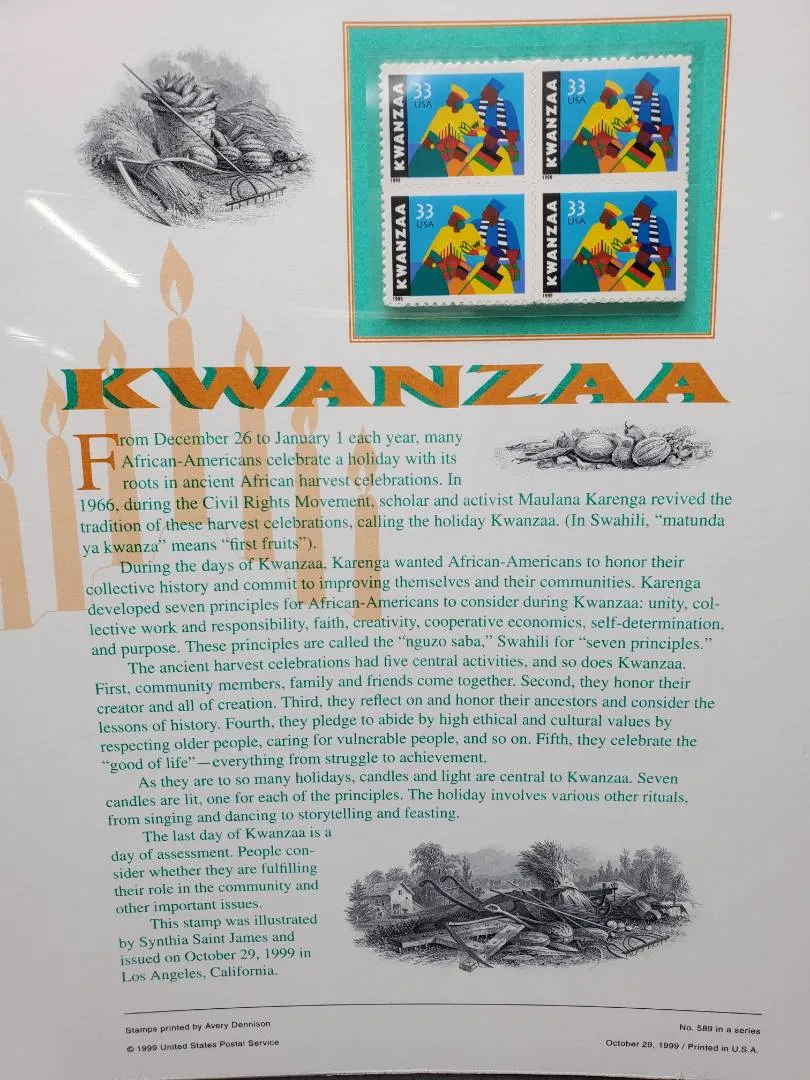 KWANZAA
33
USA
1999
KWANZAA
33
USA
1999
KWANZAA
33
USA
1999
KWANZAA
33
USA
1999
KWANZAA
From December 26 to January 1 each year, many
African-Americans celebrate a holiday with its
roots in ancient African harvest celebrations. In
1966, during the Civil Rights Movement, scholar and activist Maulana Karenga revived the
tradition of these harvest celebrations, calling the holiday Kwanzaa. (In Swahili, “matunda
ya kwanza” means “first fruits”).
During the days of Kwanzaa, Karenga wanted African-Americans to honor their
collective history and commit to improving themselves and their communities. Karenga
developed seven principles for African-Americans to consider during Kwanzaa: unity, col-
lective work and responsibility, faith, creativity, cooperative economics, self-determination,
and purpose. These principles are called the “nguzo saba,” Swahili for “seven principles.”
The ancient harvest celebrations had five central activities, and so does Kwanzaa.
First, community members, family and friends come together. Second, they honor their
creator and all of creation. Third, they reflect on and honor their ancestors and consider the
lessons of history. Fourth, they pledge to abide by high ethical and cultural values by
respecting older people, caring for vulnerable people, and so on. Fifth, they celebrate the
“good of life”—everything from struggle to achievement.
As they are to so many holidays, candles and light are central to Kwanzaa. Seven
candles are lit, one for each of the principles. The holiday involves various other rituals,
from singing and dancing to storytelling and feasting.
The last day of Kwanzaa is a
day of assessment. People con-
sider whether they are fulfilling
their role in the community and
other important issues.
This stamp was illustrated
by Synthia Saint James and
issued on October 29, 1999 in
Los Angeles, California.
Stamps printed by Avery Dennison
© 1999 United States Postal Service
No. 589 in a series
October 29, 1999 / Printed in U.S.A.